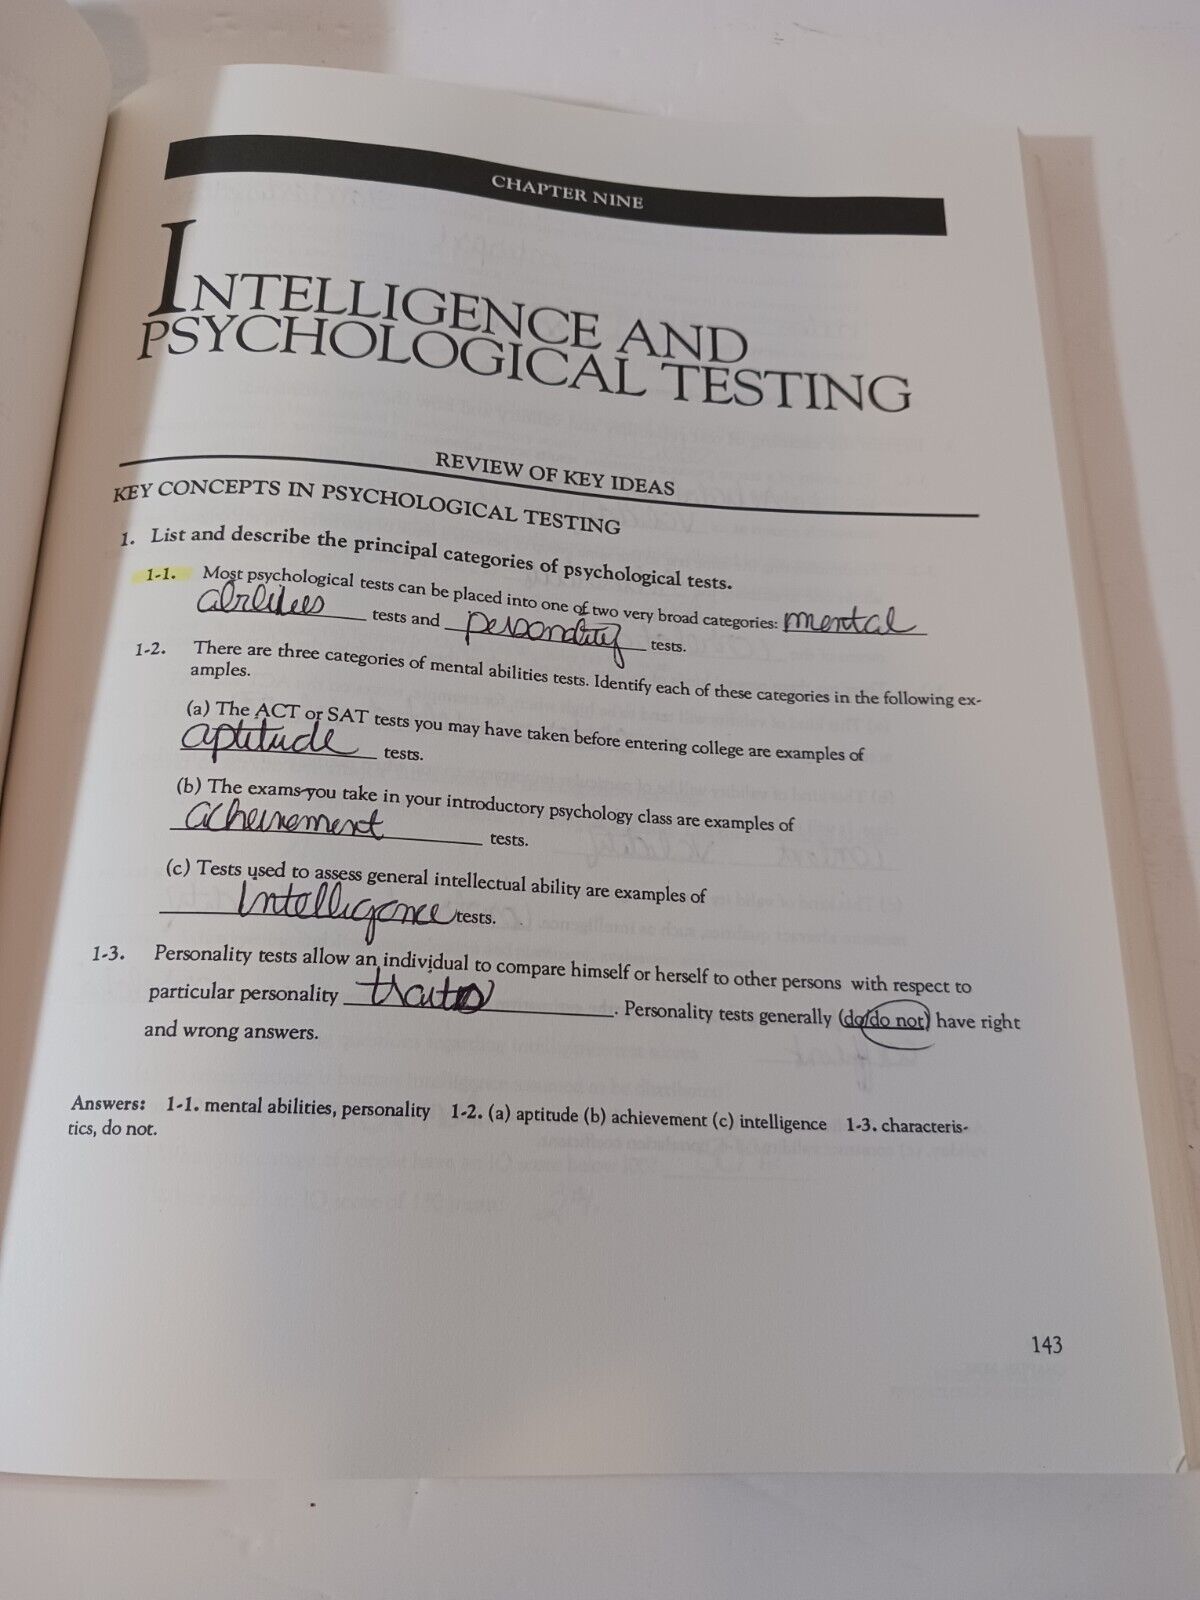 CHAPTER NINE
INTELLIGENCE AND
PSYCHOLOGICAL TESTING
REVIEW OF KEY IDEAS
KEY CONCEPTS IN PSYCHOLOGICAL TESTING
1. List and describe the principal categories of psychological tests.
1-1. Most psychological tests can be placed into one of two very broad categories: mental
abilities tests and personality tests.
1-2. There are three categories of mental abilities tests. Identify each of these categories in the following ex-
amples.
(a) The ACT or SAT tests you may have taken before entering college are examples of
aptitude tests.
(b) The exams you take in your introductory psychology class are examples of
acheivement tests.
(c) Tests used to assess general intellectual ability are examples of
Intelligence tests.
1-3. Personality tests allow an individual to compare himself or herself to other persons with respect to
particular personality traits. Personality tests generally (do/do not) have right
and wrong answers.
Answers: 1-1. mental abilities, personality 1-2. (a) aptitude (b) achievement (c) intelligence 1-3. characteris-
tics, do not.
143